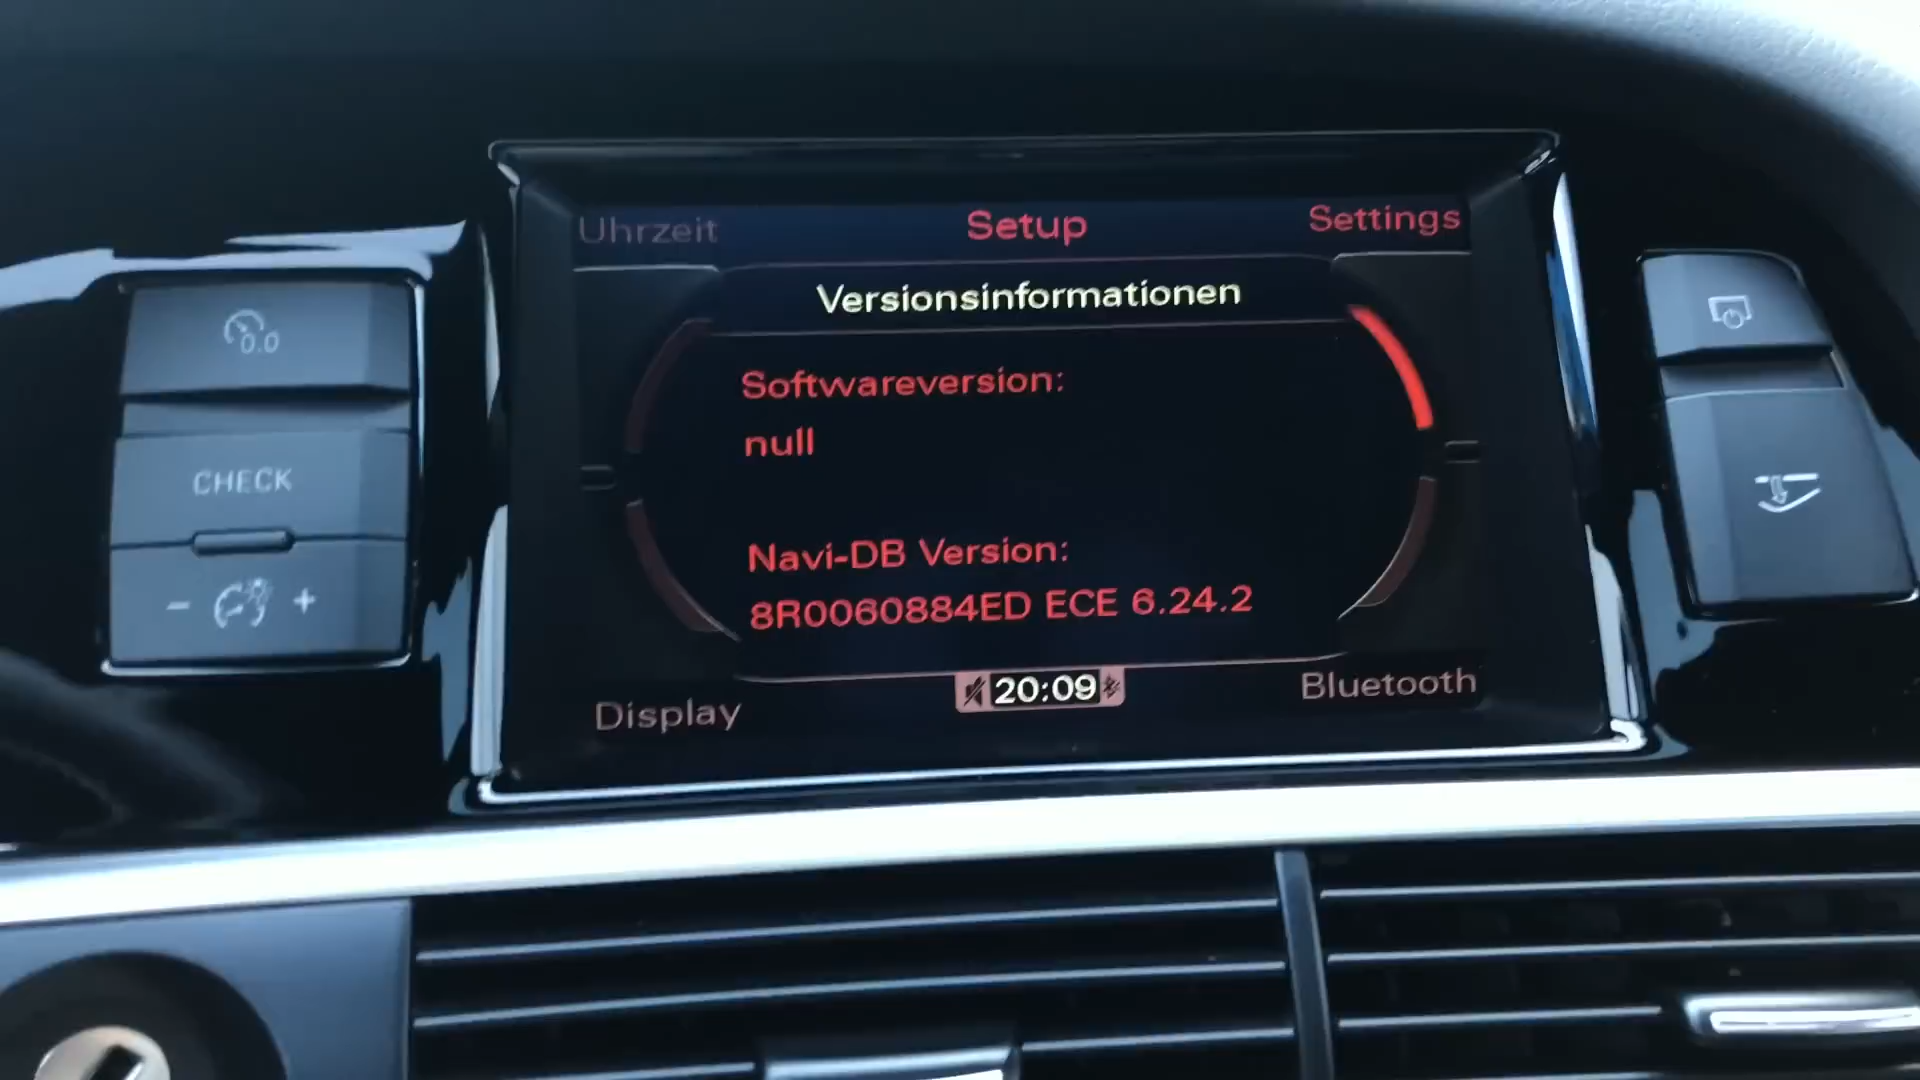 Uhrzeit Setup Settings
Versionsinformationen
0.0
Softwareversion:
null
CHECK
Navi-DB Version:
8R0060884ED ECE 6.24.2
- +
Display 20:09 Bluetooth